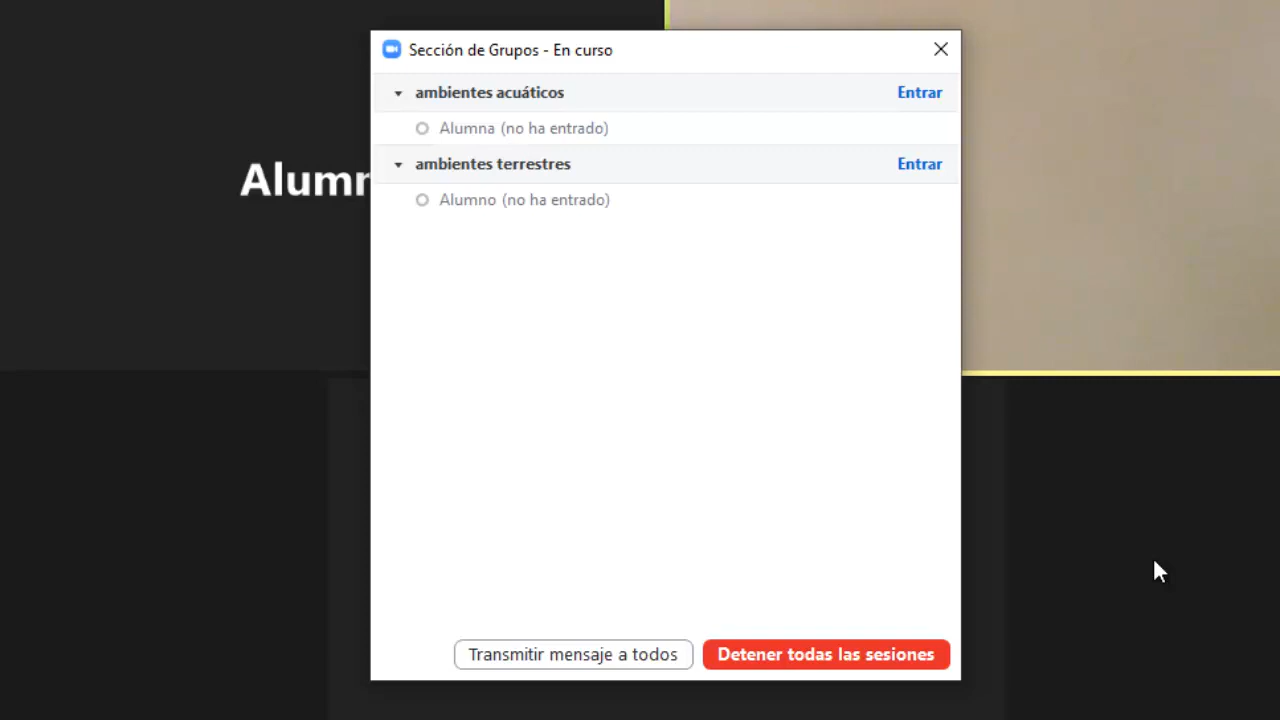 Sección de Grupos - En curso
ambientes acuáticos Entrar
Alumna (no ha entrado)
ambientes terrestres Entrar
Alumn
Alumno (no ha entrado)
Transmitir mensaje a todos Detener todas las sesiones